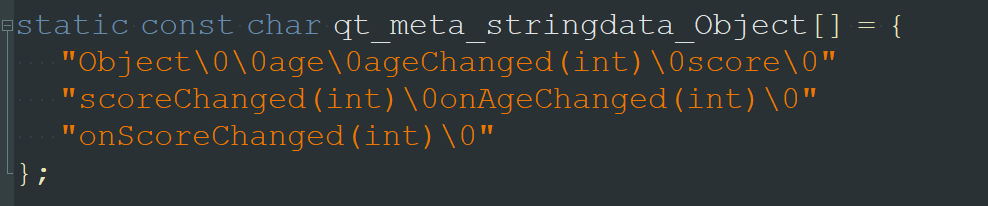 static const char qt_meta_stringdata_Object[] = {
    "Object\0\0age\0ageChanged(int)\0score\0"
    "scoreChanged(int)\0onAgeChanged(int)\0"
    "onScoreChanged(int)\0"
};